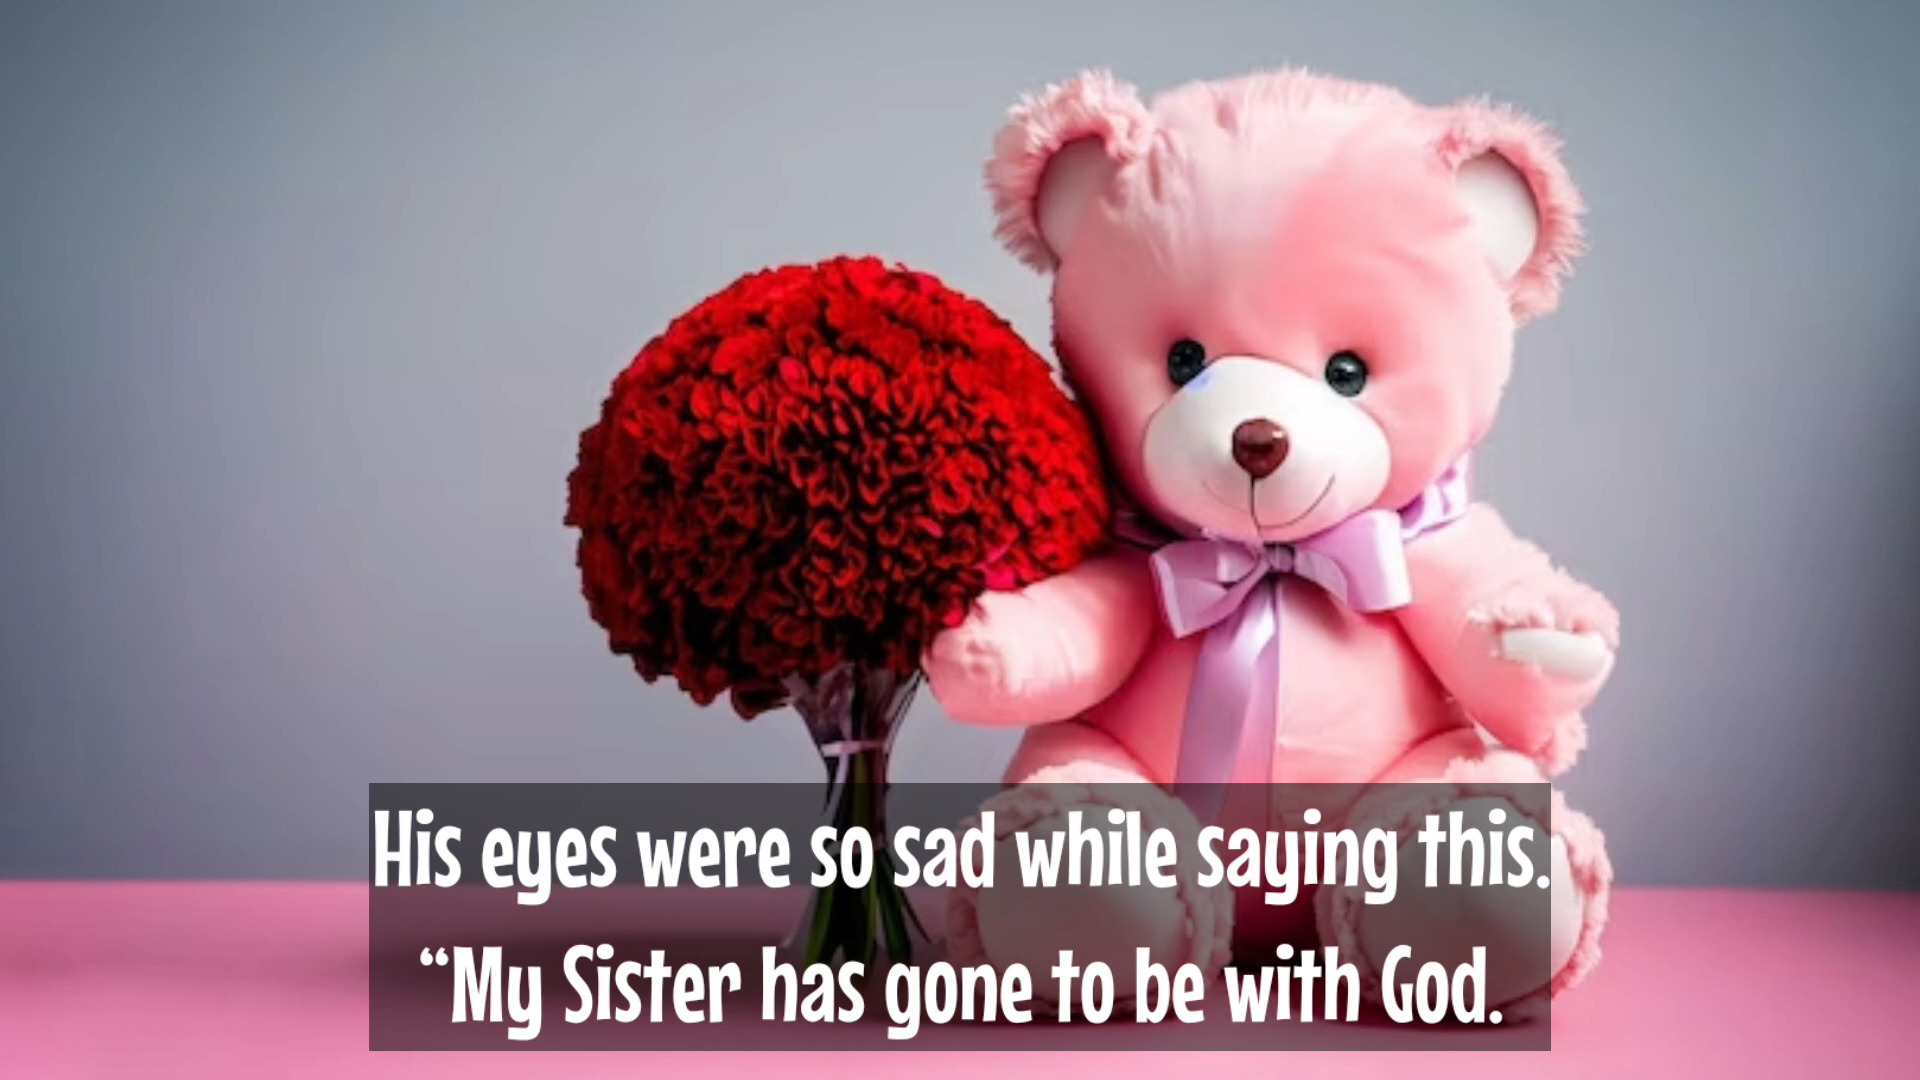 His eyes were so sad while saying this.
“My Sister has gone to be with God.